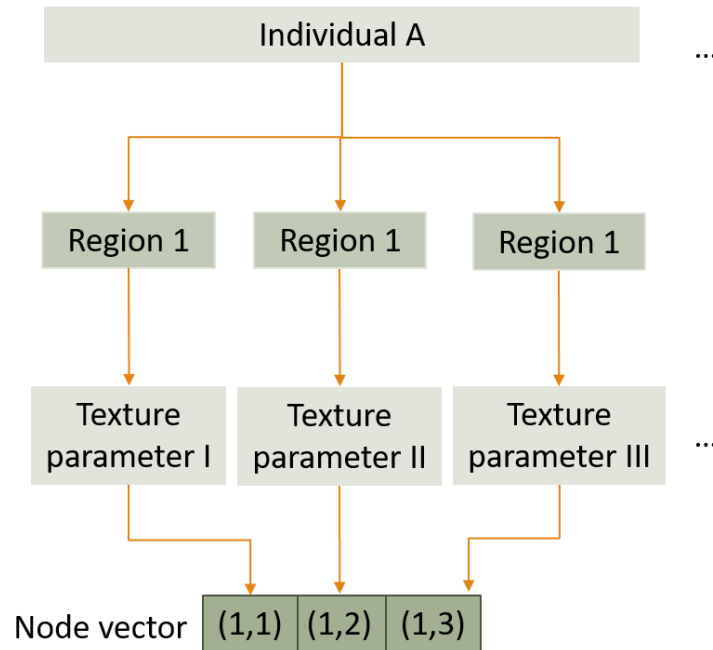 Individual A
...
Region 1
Region 1
Region 1
Texture
parameter I
Texture
parameter II
Texture
parameter III
...
Node vector
(1,1)
(1,2)
(1,3)